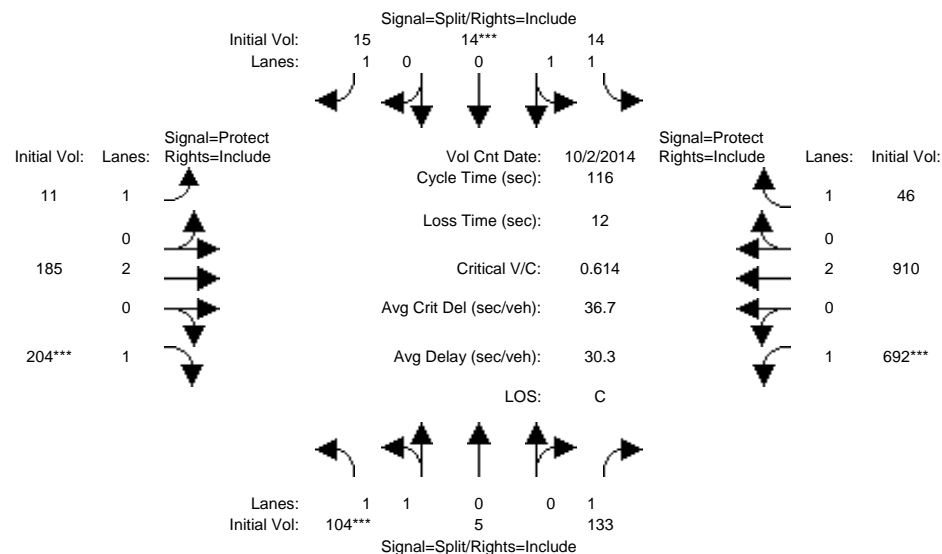 Signal=Split/Rights=Include
Initial Vol: 15 14*** 14
Lanes: 1 0 0 1 1
Signal=Protect Signal=Protect
Initial Vol: Lanes: Rights=Include Vol Cnt Date: 10/2/2014 Rights=Include Lanes: Initial Vol:
Cycle Time (sec): 116
11 1 1 46
Loss Time (sec): 12
0 0
185 2 Critical V/C: 0.614 2 910
0 Avg Crit Del (sec/veh): 36.7 0
204*** 1 Avg Delay (sec/veh): 30.3 1 692***
LOS: C
Lanes: 1 1 0 0 1
Initial Vol: 104*** 5 133
Signal=Split/Rights=Include